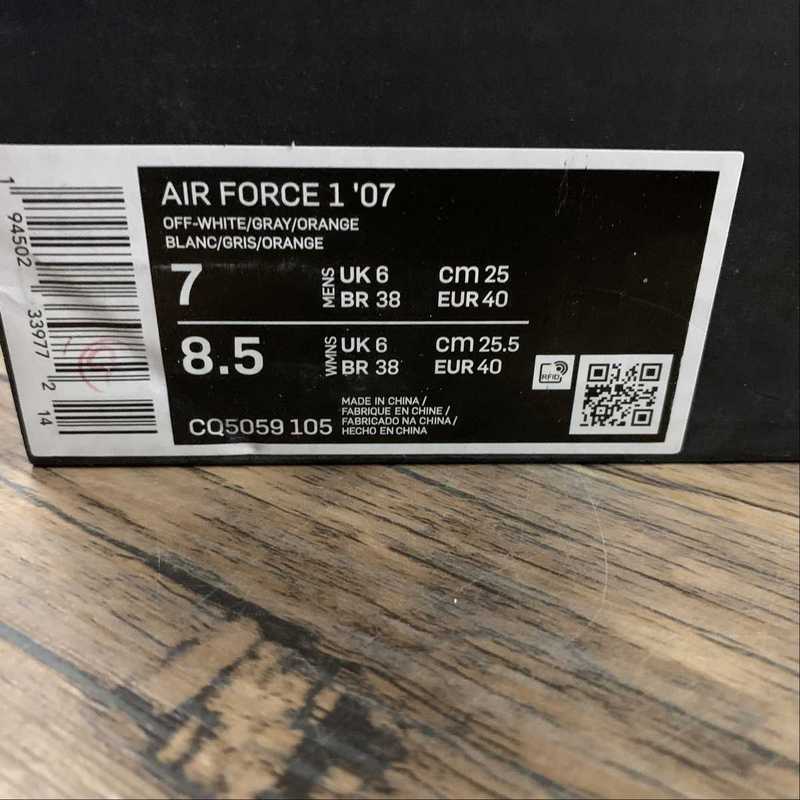 AIR FORCE 1 '07
OFF-WHITE/GRAY/ORANGE
BLANC/GRIS/ORANGE
7 MENS UK 6 cm 25
BR 38 EUR 40
8.5 WMNS UK 6 cm 25.5
BR 38 EUR 40
CQ5059 105
MADE IN CHINA /
FABRIQUE EN CHINE /
FABRICADO NA CHINA /
HECHO EN CHINA
RFID
1 94502 33977 2 14